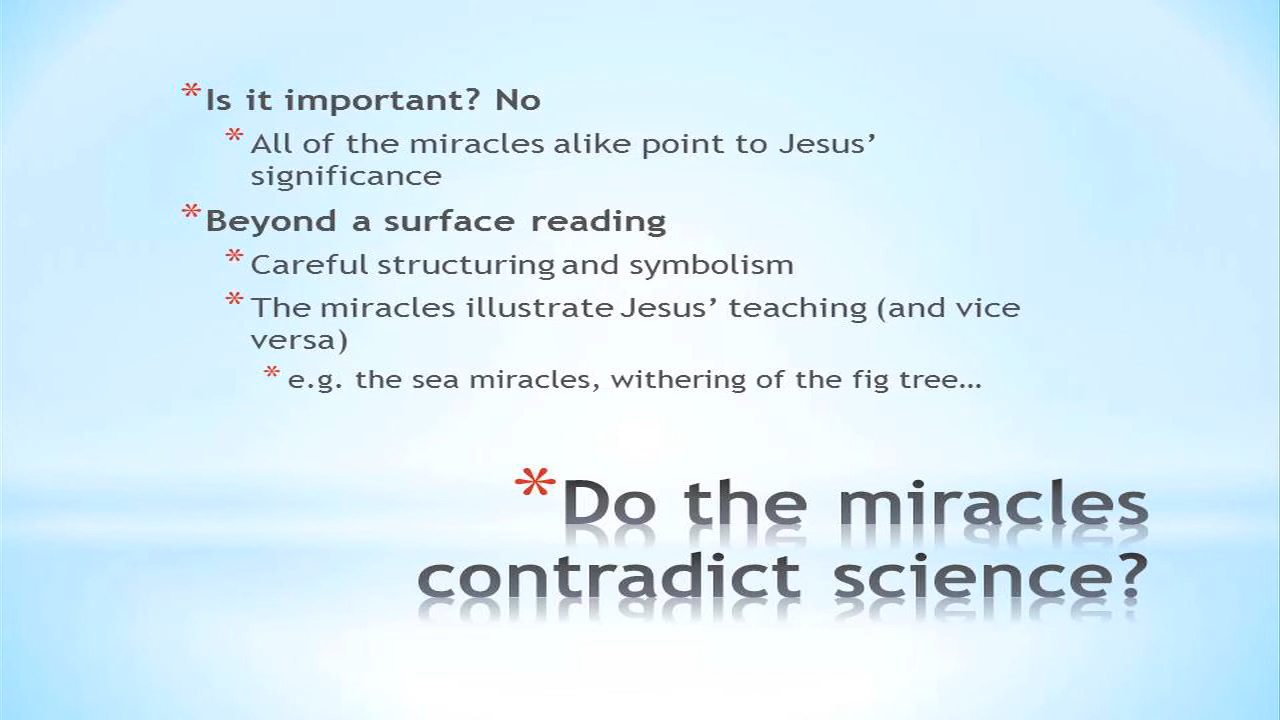 *Is it important? No
*All of the miracles alike point to Jesus’
significance
*Beyond a surface reading
*Careful structuring and symbolism
*The miracles illustrate Jesus’ teaching (and vice
versa)
*e.g. the sea miracles, withering of the fig tree…
*Do the miracles
contradict science?